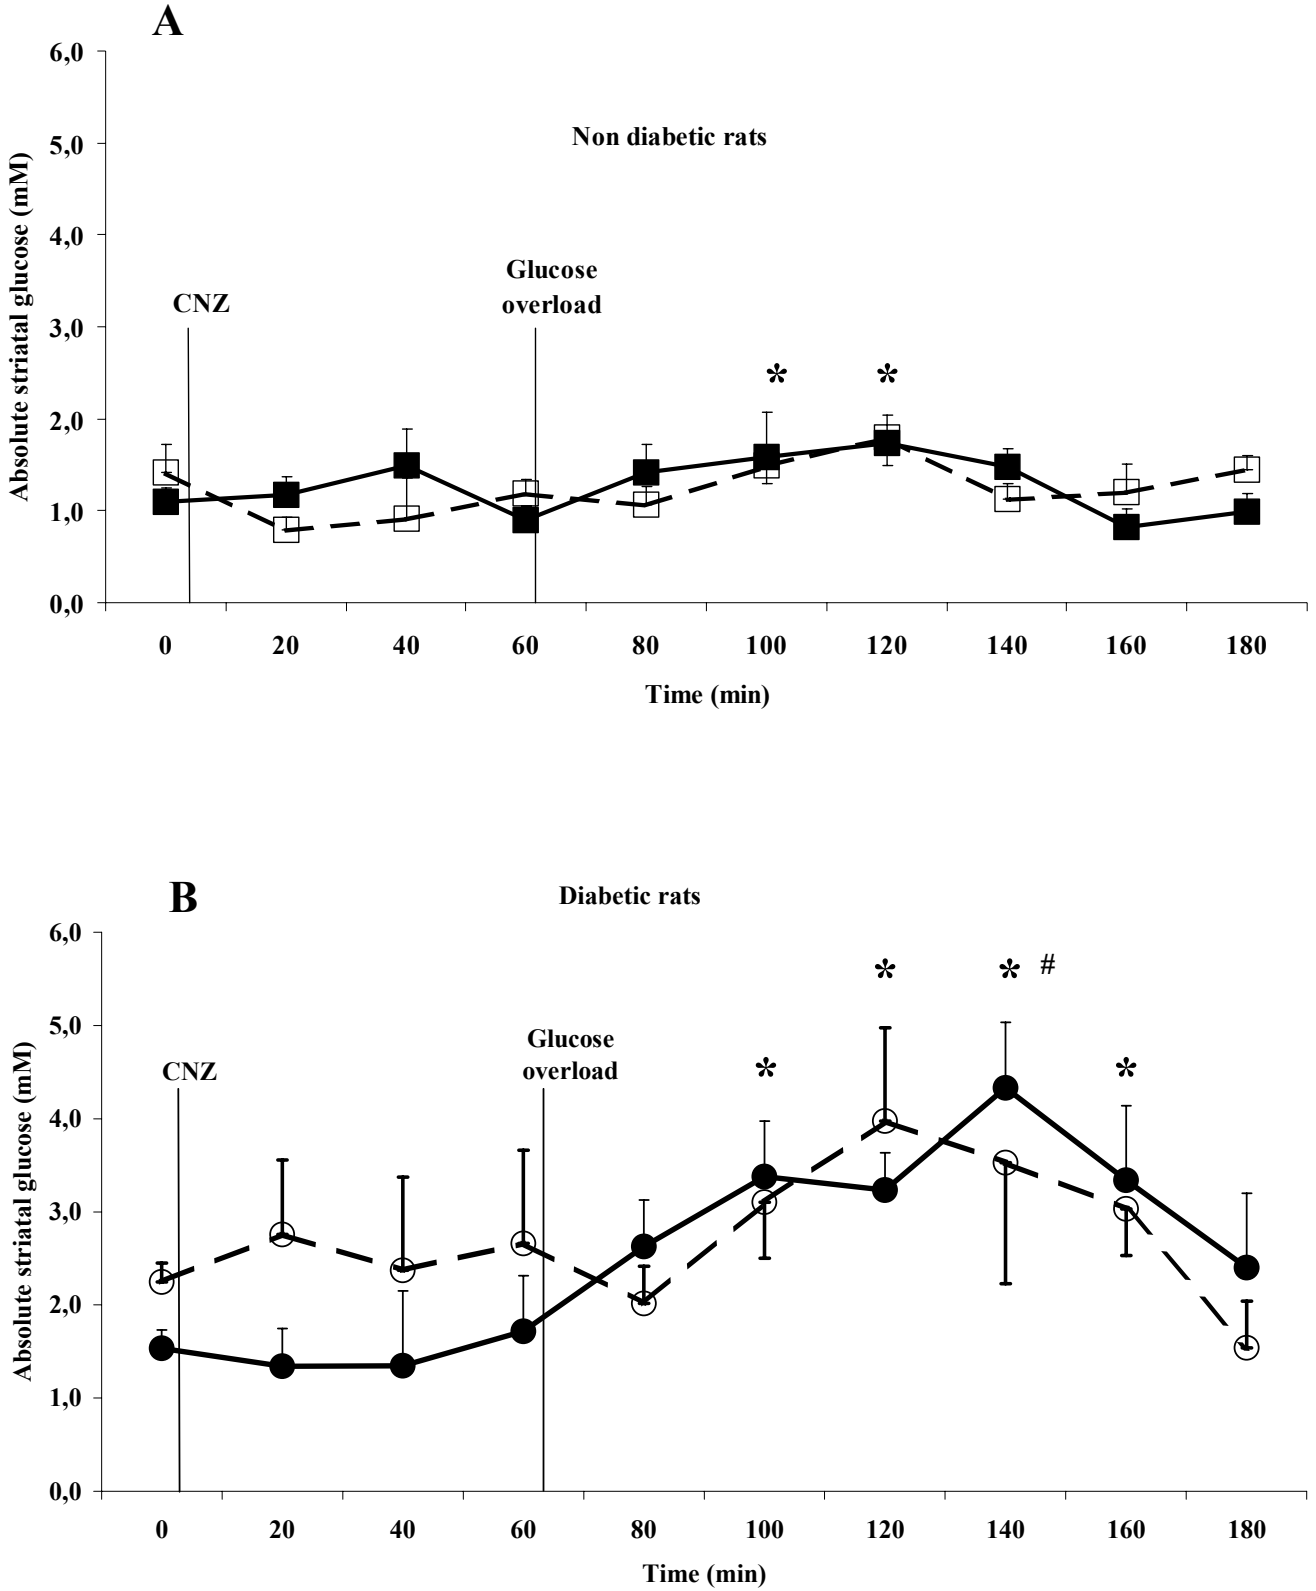 A
6,0
5,0
4,0
3,0
2,0
1,0
0,0
Absolute striatal glucose (mM)
Non diabetic rats
CNZ
Glucose
overload
* *
0 20 40 60 80 100 120 140 160 180
Time (min)
B
Diabetic rats
6,0
5,0
4,0
3,0
2,0
1,0
0,0
Absolute striatal glucose (mM)
CNZ
Glucose
overload
* * * # *
0 20 40 60 80 100 120 140 160 180
Time (min)